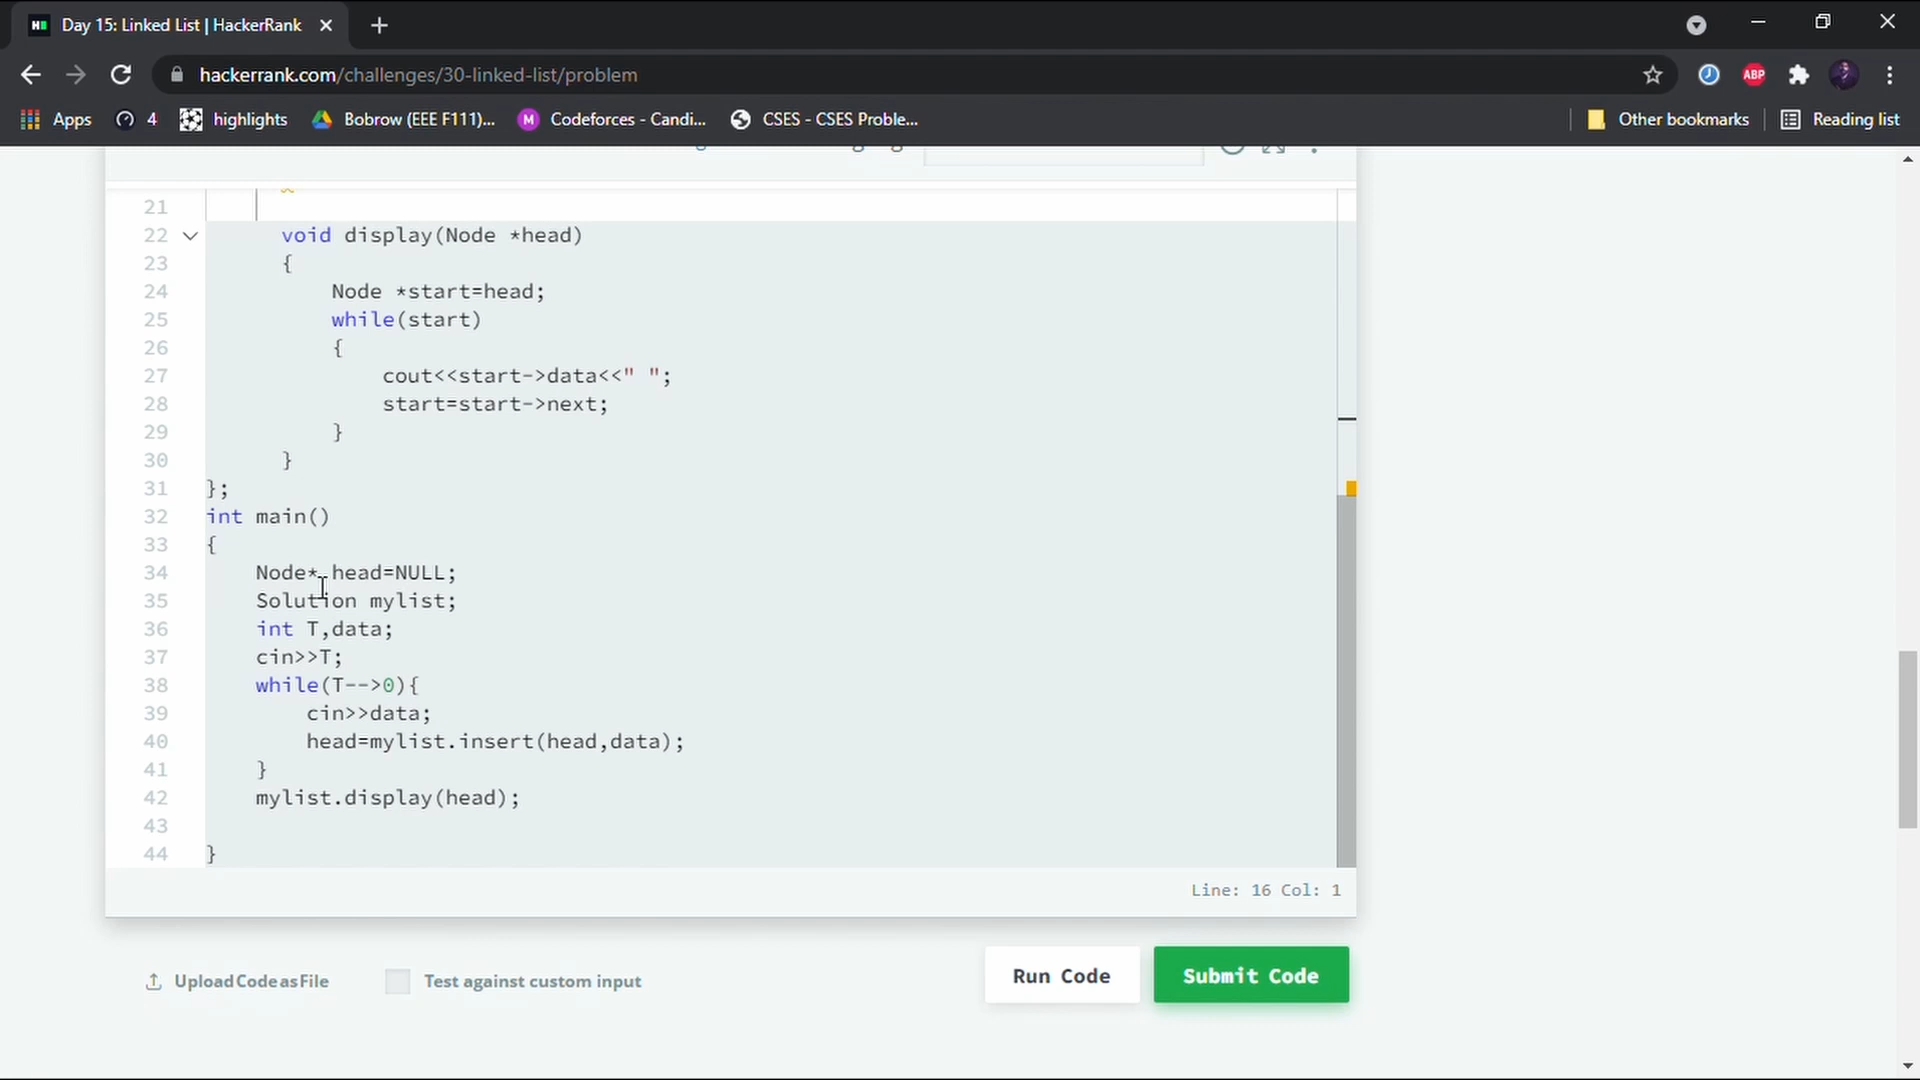 Day 15: Linked List | HackerRank
hackerrank.com/challenges/30-linked-list/problem
ABP
Apps 4 highlights Bobrow (EEE F111)... M Codeforces - Candi... CSES - CSES Proble... Other bookmarks Reading list
21
22 void display(Node *head)
23 {
24 Node *start=head;
25 while(start)
26 {
27 cout<<start->data<<" ";
28 start=start->next;
29 }
30 }
31 };
32 int main()
33 {
34 Node* head=NULL;
35 Solution mylist;
36 int T,data;
37 cin>>T;
38 while(T-->0){
39 cin>>data;
40 head=mylist.insert(head,data);
41 }
42 mylist.display(head);
43
44 }
Line: 16 Col: 1
Upload Code as File Test against custom input Run Code Submit Code